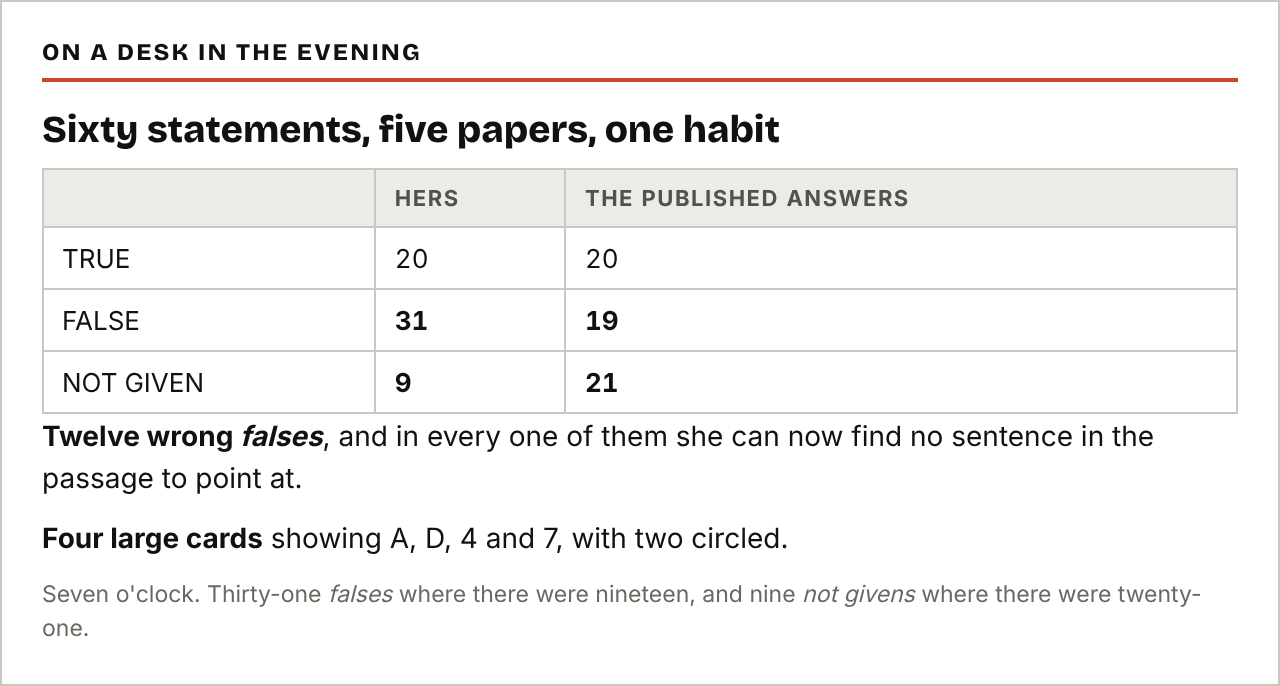 ON A DESK IN THE EVENING
Sixty statements, five papers, one habit
HERS THE PUBLISHED ANSWERS
TRUE 20 20
FALSE 31 19
NOT GIVEN 9 21
Twelve wrong falses, and in every one of them she can now find no sentence in the
passage to point at.
Four large cards showing A, D, 4 and 7, with two circled.
Seven o'clock. Thirty-one falses where there were nineteen, and nine not givens where there were twenty-
one.